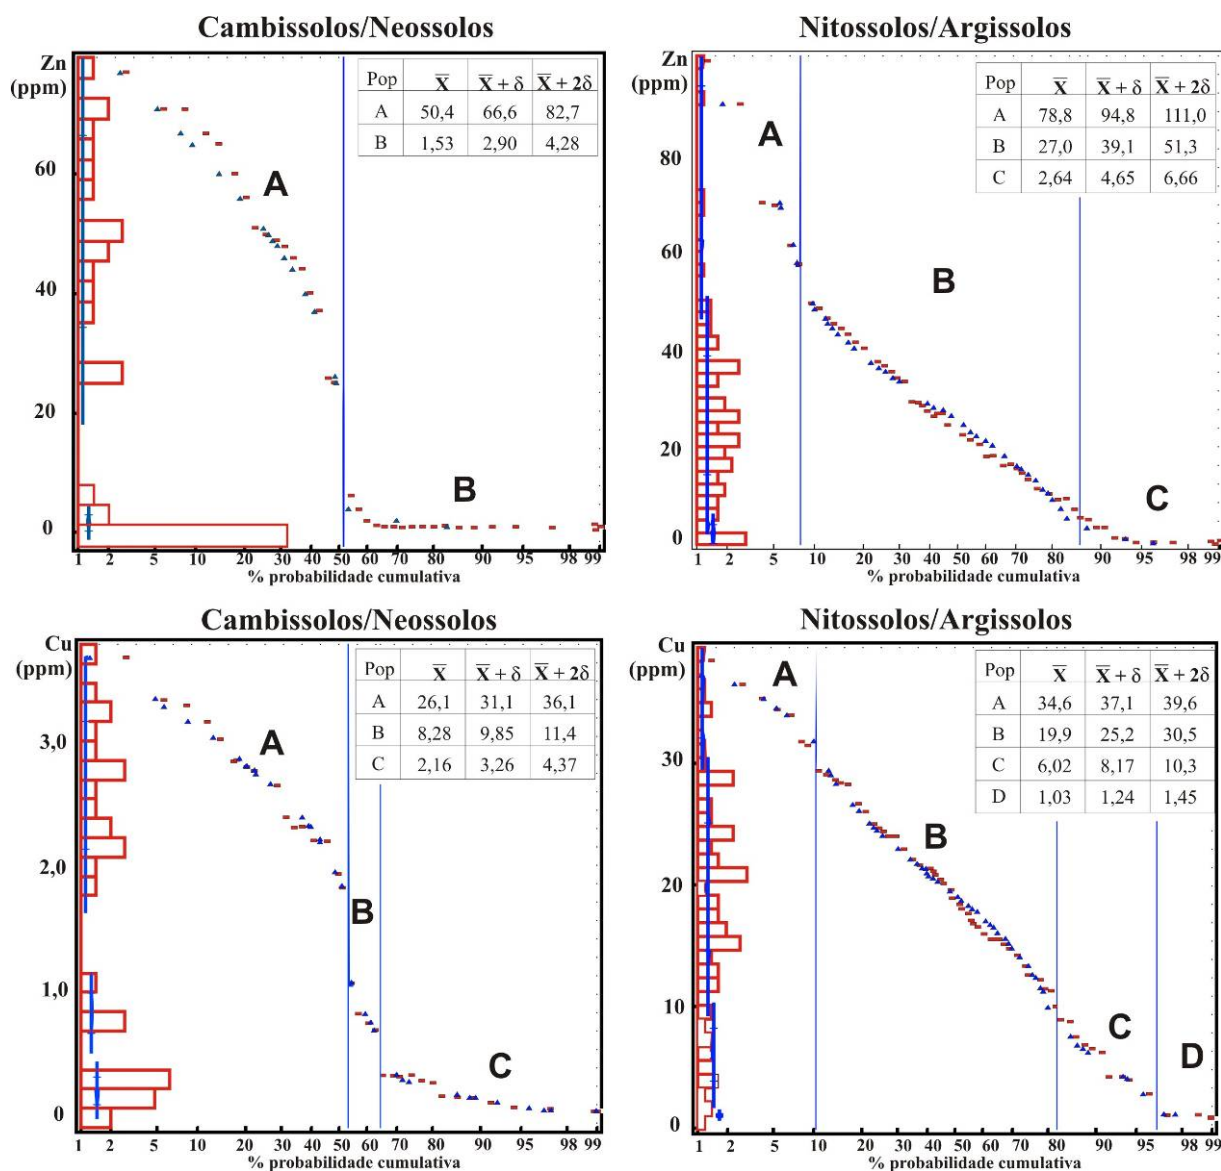 Cambissolos/Neossolos
Zn
(ppm)
60
40
20
0
Pop X̅ X̅ + δ X̅ + 2δ
A 50,4 66,6 82,7
B 1,53 2,90 4,28
A
B
1 2 5 10 20 30 40 50 60 70 80 90 95 98 99
% probabilidade cumulativa
Nitossolos/Argissolos
Zn
(ppm)
80
60
40
20
0
Pop X̅ X̅ + δ X̅ + 2δ
A 78,8 94,8 111,0
B 27,0 39,1 51,3
C 2,64 4,65 6,66
A
B
C
1 2 5 10 20 30 40 50 60 70 80 90 95 98 99
% probabilidade cumulativa
Cambissolos/Neossolos
Cu
(ppm)
3,0
2,0
1,0
0
Pop X̅ X̅ + δ X̅ + 2δ
A 26,1 31,1 36,1
B 8,28 9,85 11,4
C 2,16 3,26 4,37
A
B
C
1 2 5 10 20 30 40 50 60 70 80 90 95 98 99
% probabilidade cumulativa
Nitossolos/Argissolos
Cu
(ppm)
30
20
10
0
Pop X̅ X̅ + δ X̅ + 2δ
A 34,6 37,1 39,6
B 19,9 25,2 30,5
C 6,02 8,17 10,3
D 1,03 1,24 1,45
A
B
C
D
1 2 5 10 20 30 40 50 60 70 80 90 95 98 99
% probabilidade cumulativa